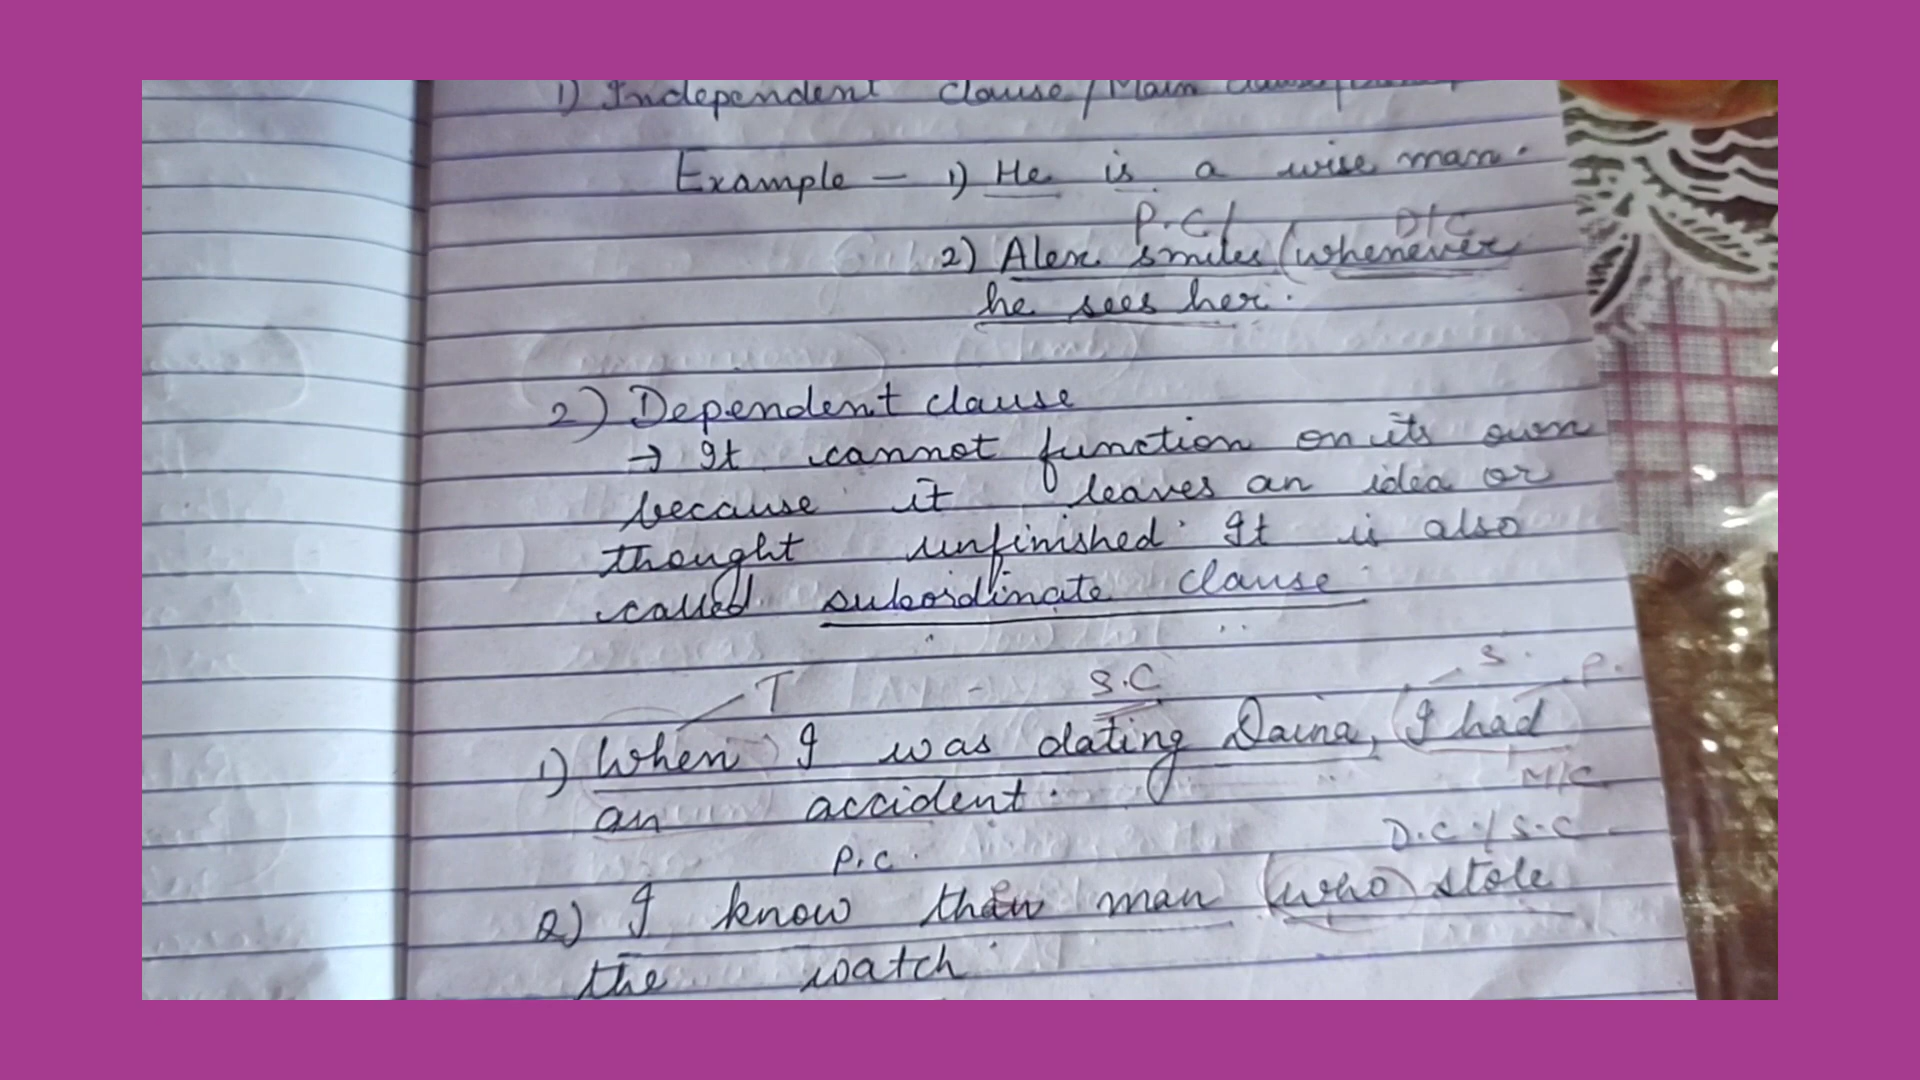 1) Independent clause/Main clause/
Example - 1) He is a wise man.
P.C/ D/C
2) Alex smiles (whenever
he sees her.
2) Dependent clause
→ It cannot function on its own
because it leaves an idea or
thought unfinished. It is also
called subordinate clause
T S.C S. P.
1) When I was dating Daina, (I had
M/C
an accident.
P.C. D.C./S.C
2) I know man (who) stole
the watch